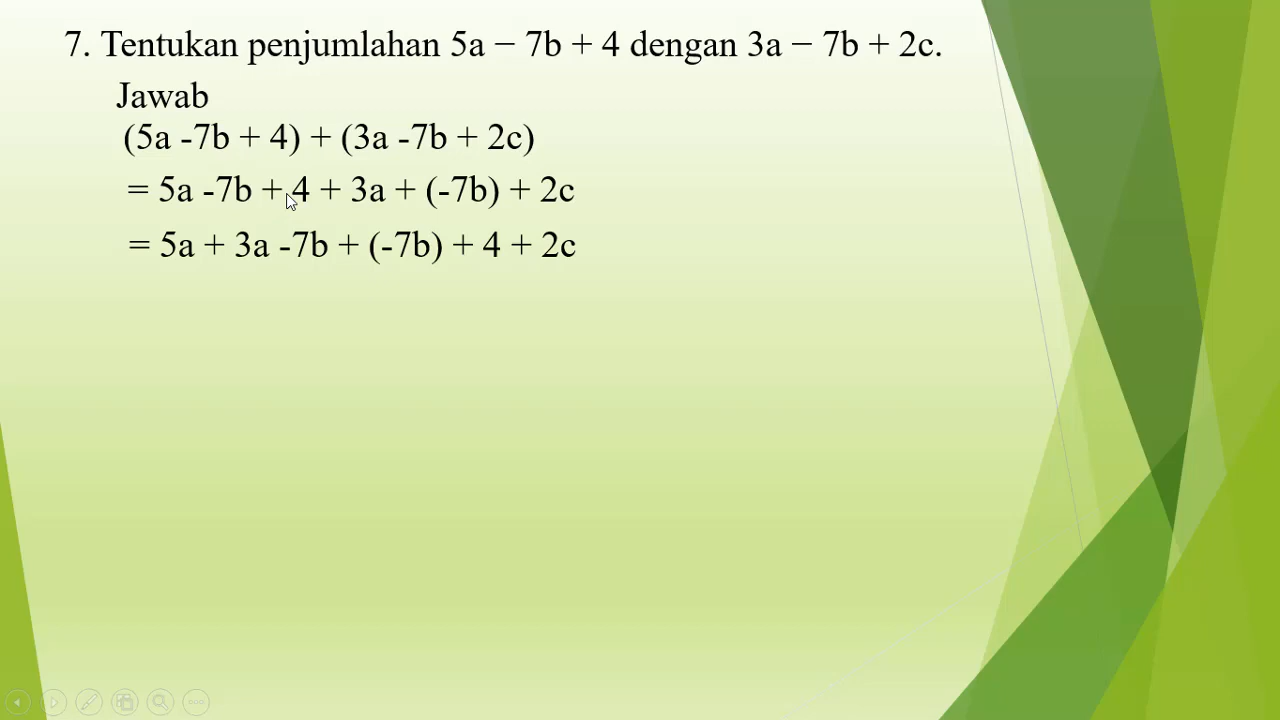 7. Tentukan penjumlahan 5a − 7b + 4 dengan 3a − 7b + 2c.
Jawab
(5a -7b + 4) + (3a -7b + 2c)
= 5a -7b + 4 + 3a + (-7b) + 2c
= 5a + 3a -7b + (-7b) + 4 + 2c